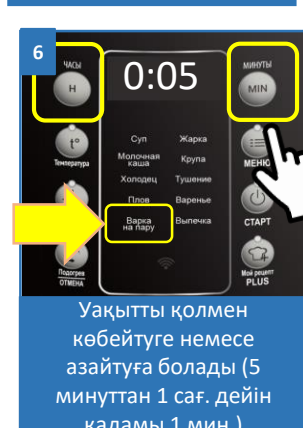 6
ЧАСЫ
МИНУТЫ
0:05
H
MIN
t°
Температура
МЕНЮ
Суп Жарка
Молочная каша Крупа
Холодец Тушение
Плов Варенье
Варка на пару Выпечка
СТАРТ
Подогрев
ОТМЕНА
Мой рецепт
PLUS
Уақытты қолмен
көбейтуге немесе
азайтуға болады (5
минуттан 1 сағ. дейін
қадамы 1 мин.)